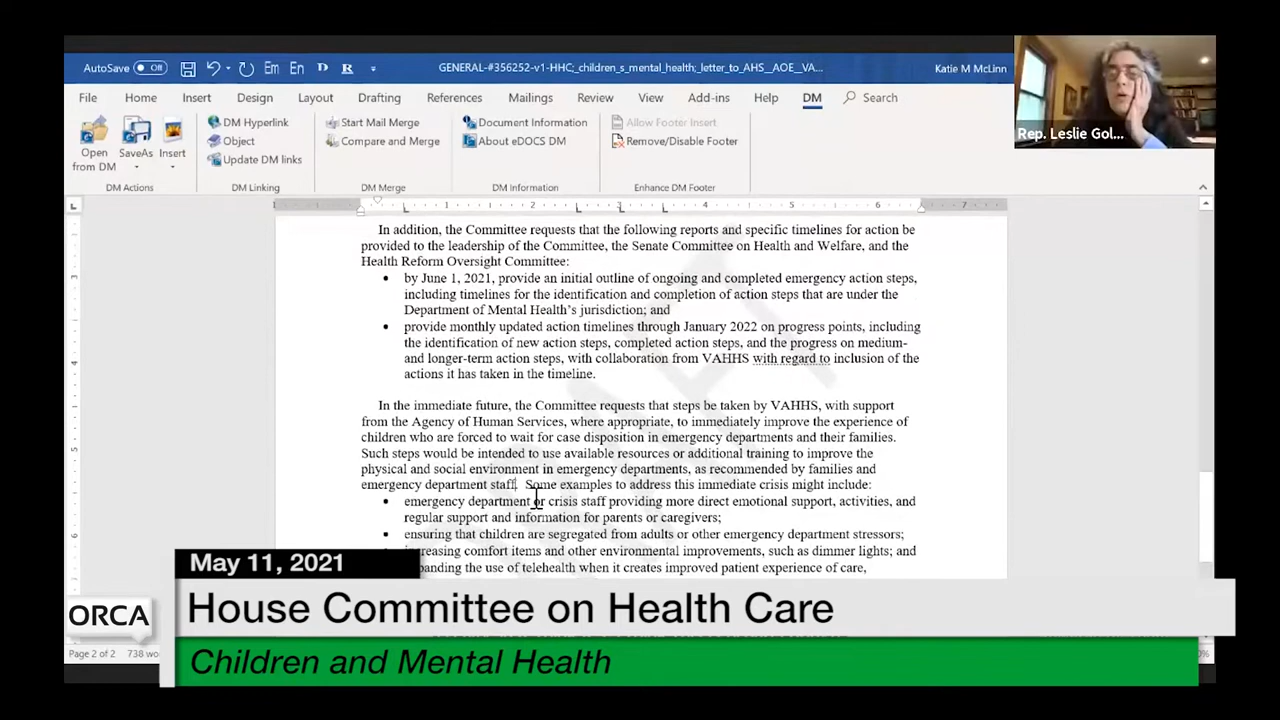 AutoSave Off Em En D R GENERAL-#356252-v1-HHC;_children_s_mental_health;_letter_to_AHS__AOE__VA... Katie M McLinn
File Home Insert Design Layout Drafting References Mailings Review View Add-ins Help DM Search
Open from DM
SaveAs
Insert
DM Hyperlink
Object
Update DM links
Start Mail Merge
Compare and Merge
Document Information
About eDOCS DM
Allow Footer Insert
Remove/Disable Footer
DM Actions DM Linking DM Merge DM Information Enhance DM Footer
Rep. Leslie Gol...
1 2 3 4 5 6 7
In addition, the Committee requests that the following reports and specific timelines for action be
provided to the leadership of the Committee, the Senate Committee on Health and Welfare, and the
Health Reform Oversight Committee:
• by June 1, 2021, provide an initial outline of ongoing and completed emergency action steps,
including timelines for the identification and completion of action steps that are under the
Department of Mental Health's jurisdiction; and
• provide monthly updated action timelines through January 2022 on progress points, including
the identification of new action steps, completed action steps, and the progress on medium-
and longer-term action steps, with collaboration from VAHHS with regard to inclusion of the
actions it has taken in the timeline.
In the immediate future, the Committee requests that steps be taken by VAHHS, with support
from the Agency of Human Services, where appropriate, to immediately improve the experience of
children who are forced to wait for case disposition in emergency departments and their families.
Such steps would be intended to use available resources or additional training to improve the
physical and social environment in emergency departments, as recommended by families and
emergency department staff. Some examples to address this immediate crisis might include:
• emergency department or crisis staff providing more direct emotional support, activities, and
regular support and information for parents or caregivers;
• ensuring that children are segregated from adults or other emergency department stressors;
comfort items and other environmental improvements, such as dimmer lights; and
the use of telehealth when it creates improved patient experience of care,
May 11, 2021
ORCA
House Committee on Health Care
Children and Mental Health
Page 2 of 2 738